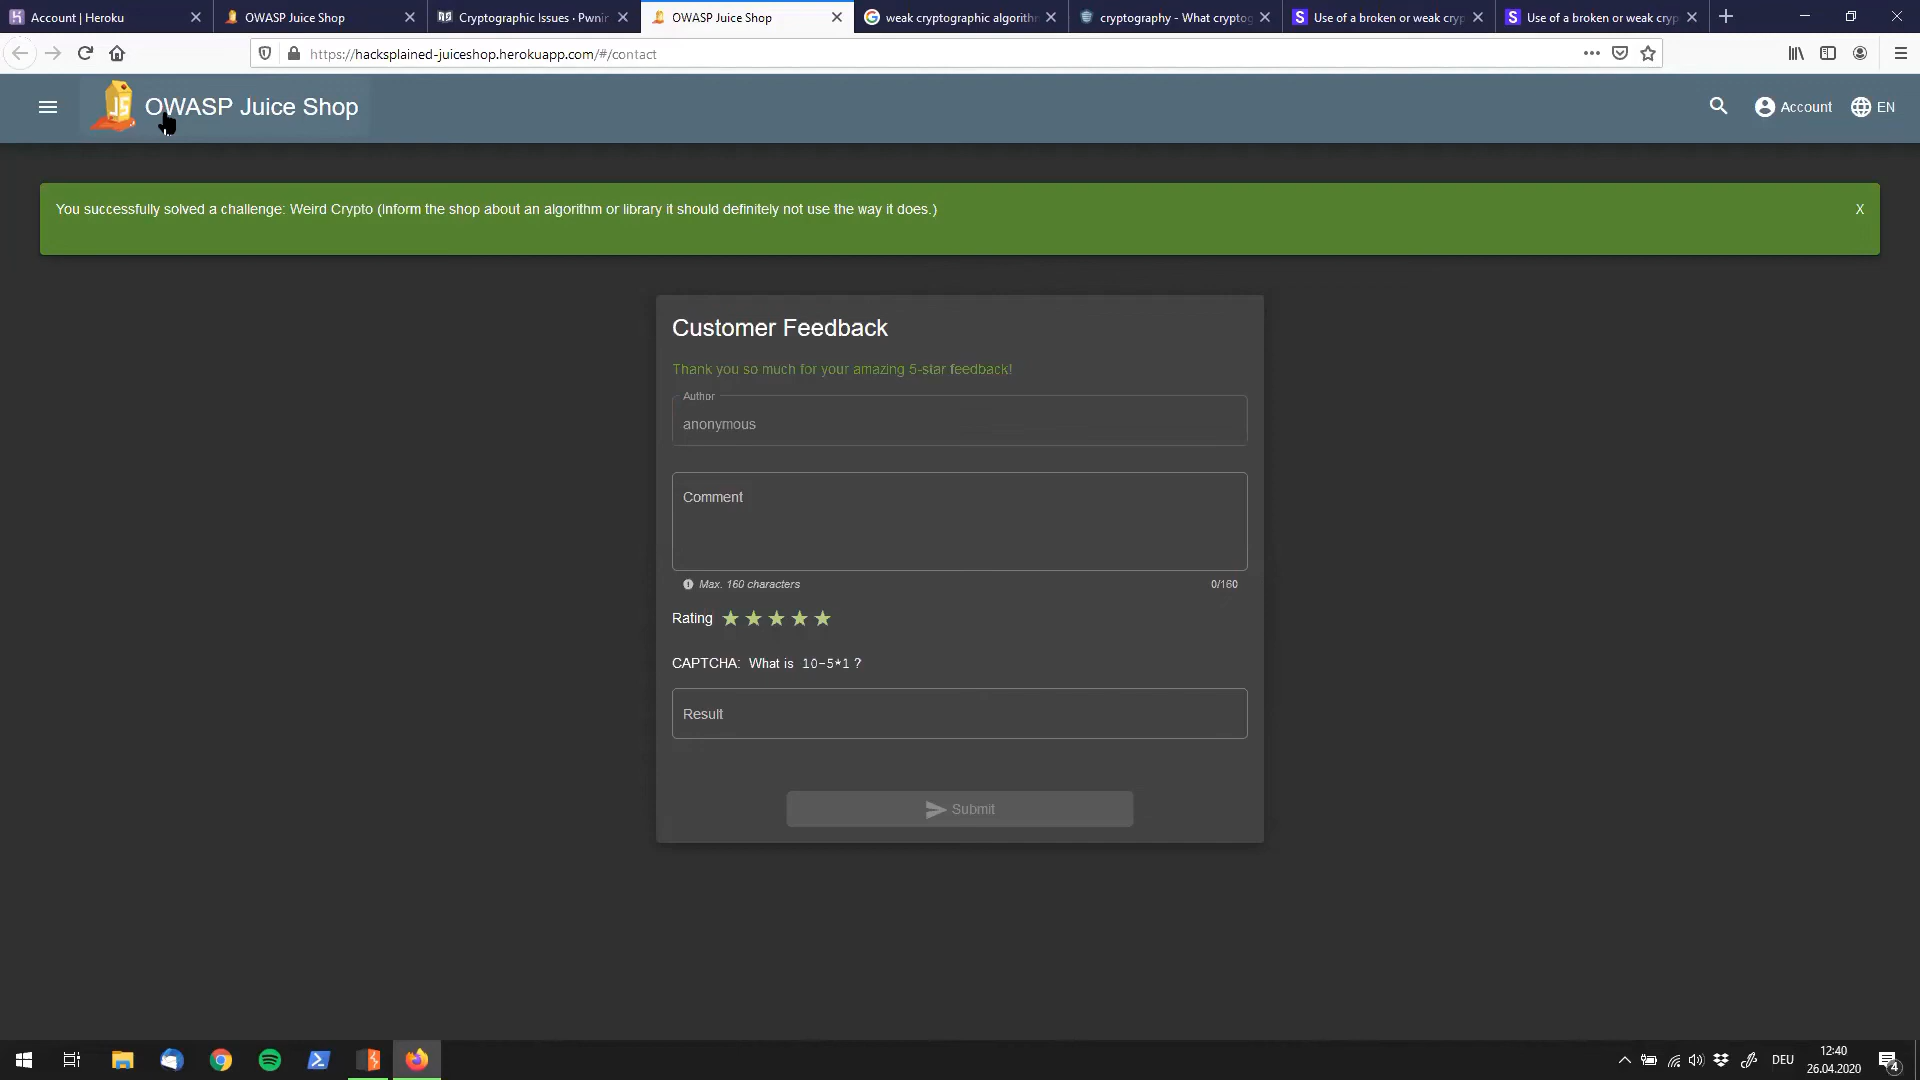 Account | Heroku
OWASP Juice Shop
Cryptographic Issues · Pwnin
OWASP Juice Shop
weak cryptographic algorithm
cryptography - What cryptog
Use of a broken or weak cryp
Use of a broken or weak cryp
https://hacksplained-juiceshop.herokuapp.com/#/contact
JS
OWASP Juice Shop
Account
EN
You successfully solved a challenge: Weird Crypto (Inform the shop about an algorithm or library it should definitely not use the way it does.)
X
Customer Feedback
Thank you so much for your amazing 5-star feedback!
Author
anonymous
Comment
Max. 160 characters
0/160
Rating
CAPTCHA: What is 10-5*1 ?
Result
Submit
DEU
12:40
26.04.2020
4